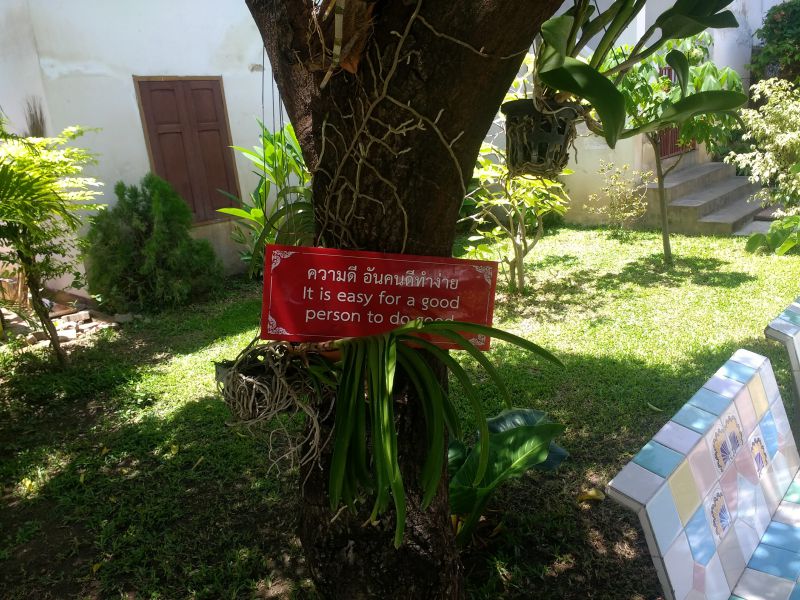 ความดี อันคนดีทำง่าย
It is easy for a good
person to do good